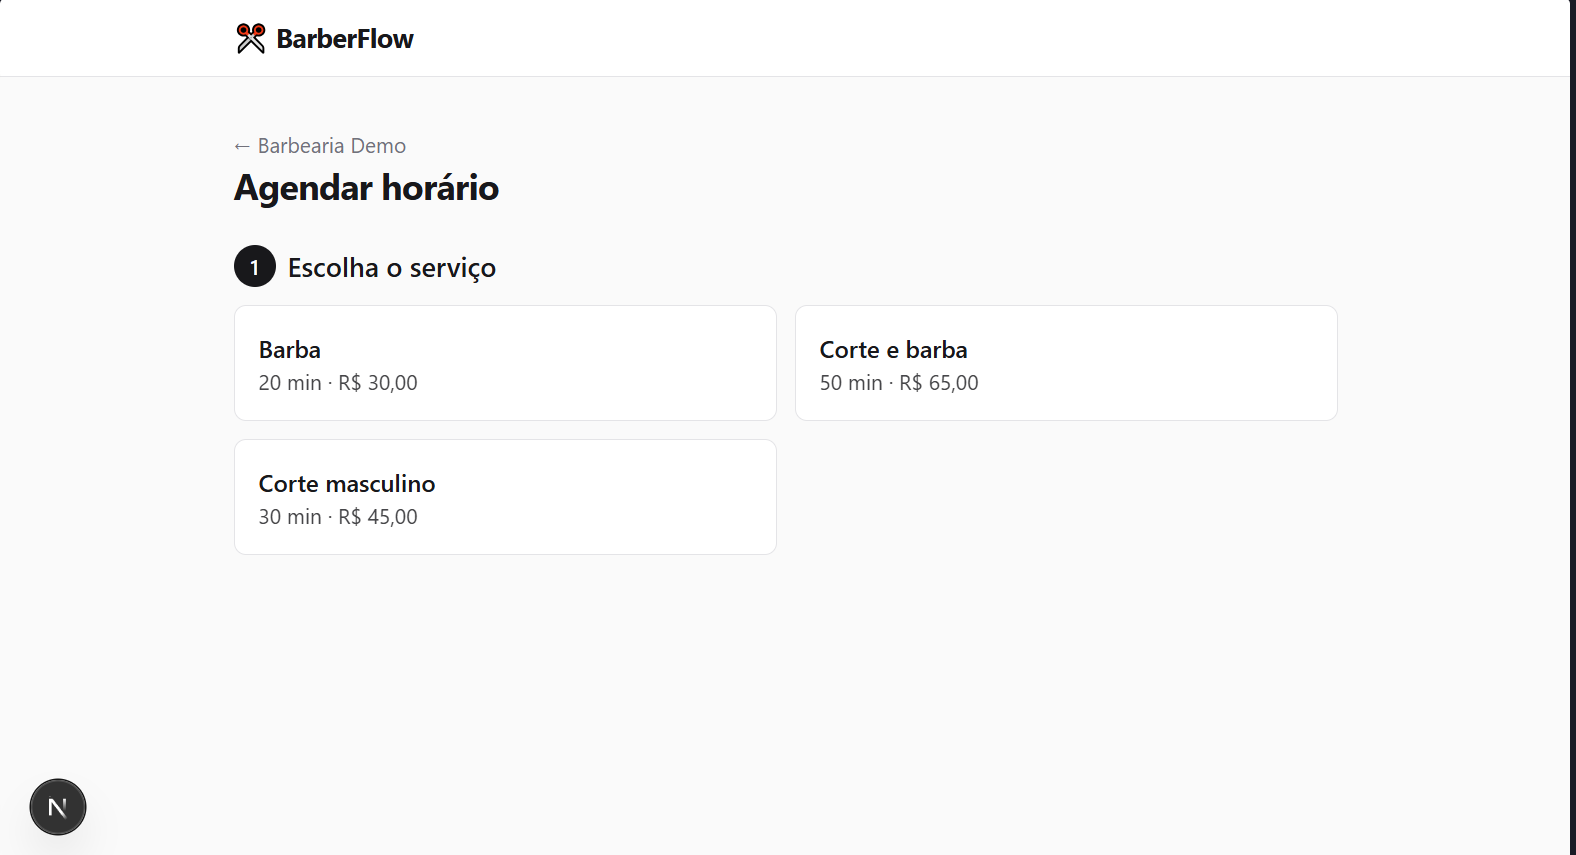 BarberFlow
← Barbearia Demo
Agendar horário
1 Escolha o serviço
Barba
20 min · R$ 30,00
Corte e barba
50 min · R$ 65,00
Corte masculino
30 min · R$ 45,00
N